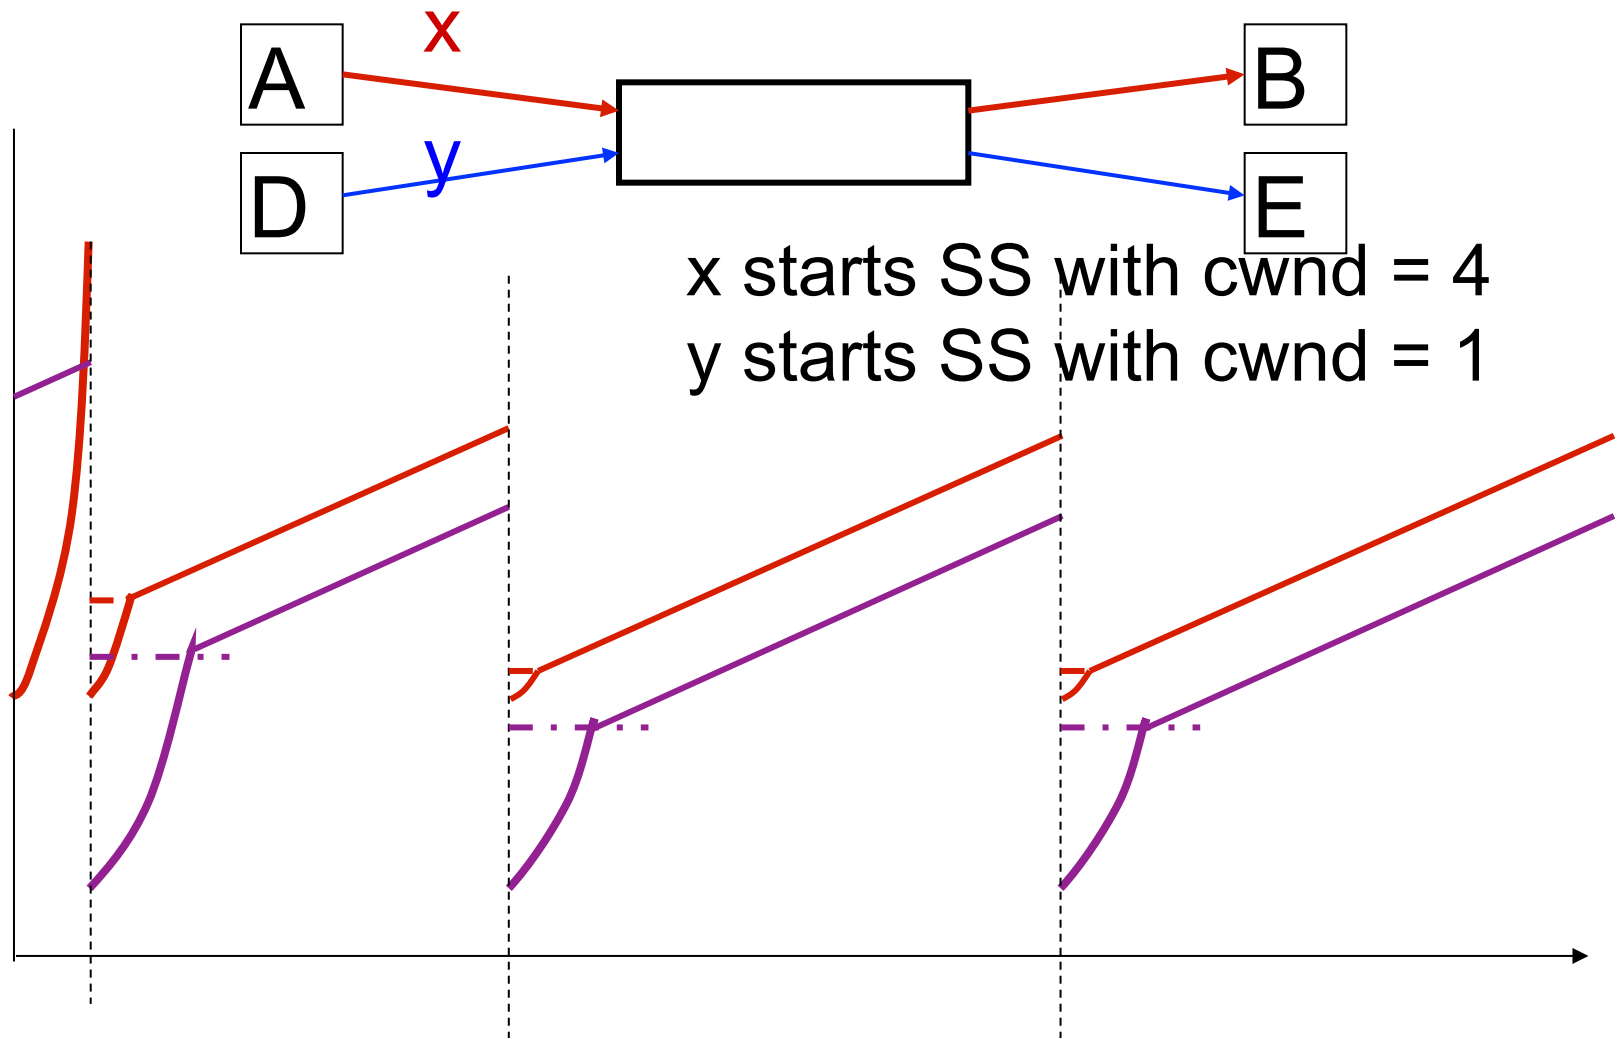 x
A
B
y
D
E
x starts SS with cwnd = 4
y starts SS with cwnd = 1